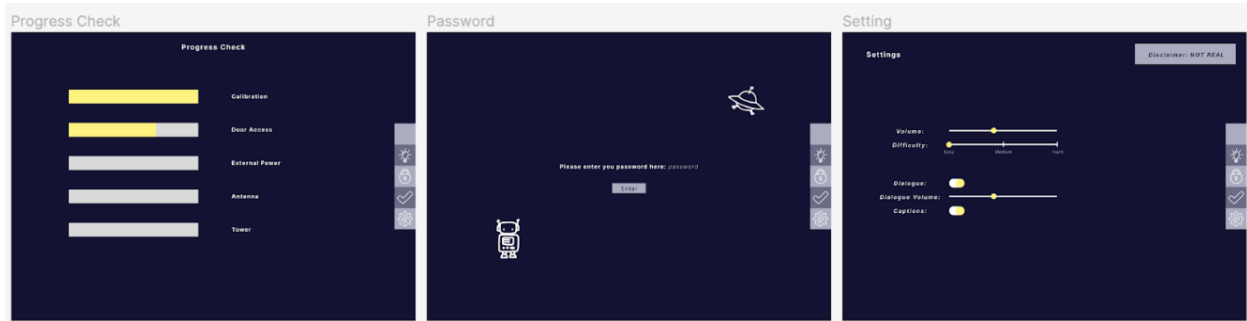 Progress Check
Progress Check
Calibration
Door Access
External Power
Antenna
Tower
Password
Please enter you password here: password
Enter
Setting
Settings
Disclaimer: NOT REAL
Volume:
Difficulty:
Easy Medium Hard
Dialogue:
Dialogue Volume:
Captions: